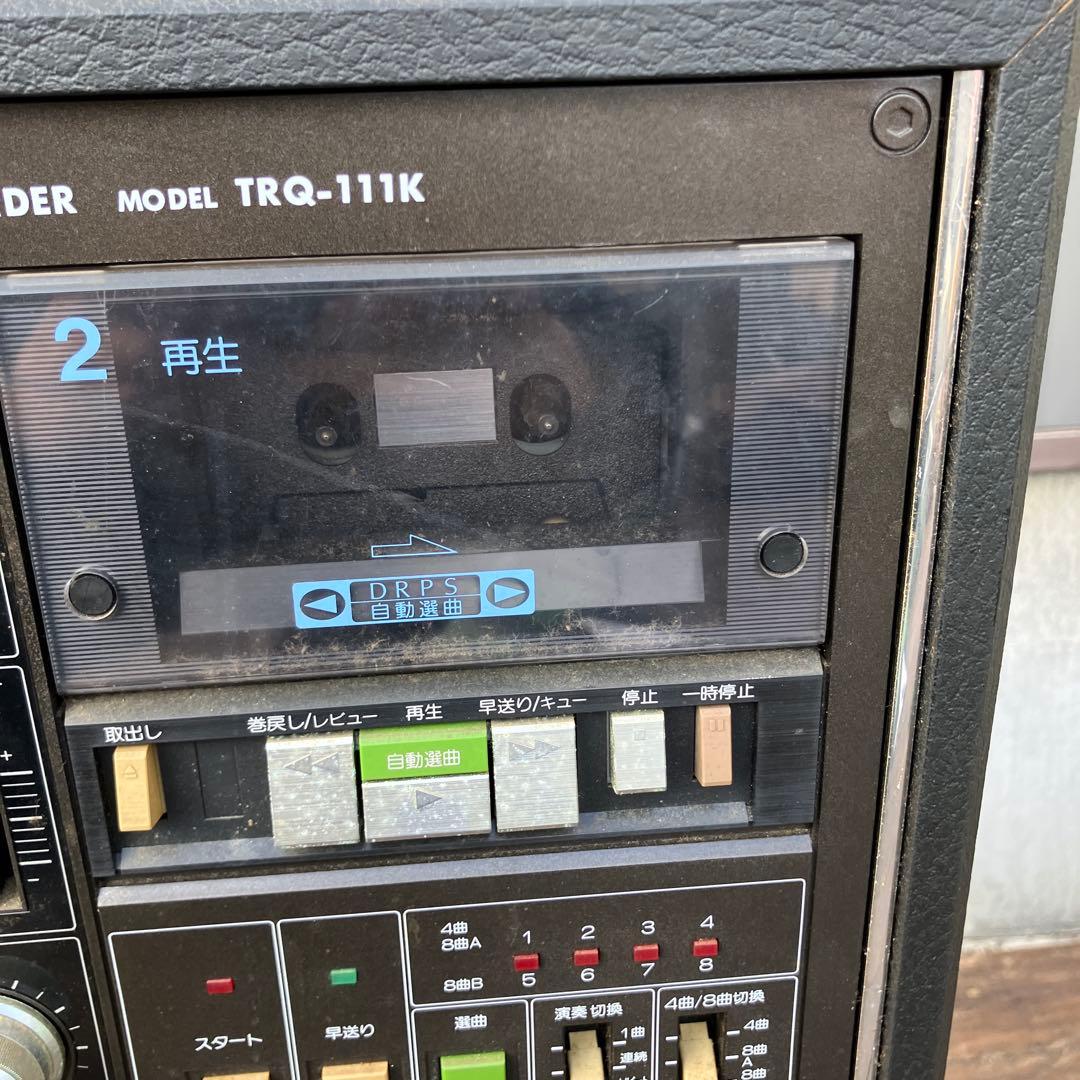 DER MODEL TRQ-111K
2 再生
DRPS
自動選曲
取出し 巻戻し/レビュー 再生 早送り/キュー 停止 一時停止
自動選曲
4曲
8曲A
1 2 3 4
8曲B
5 6 7 8
スタート
早送り
選曲
演奏切換
1曲
連続
4曲/8曲切換
4曲
8曲
A
8曲